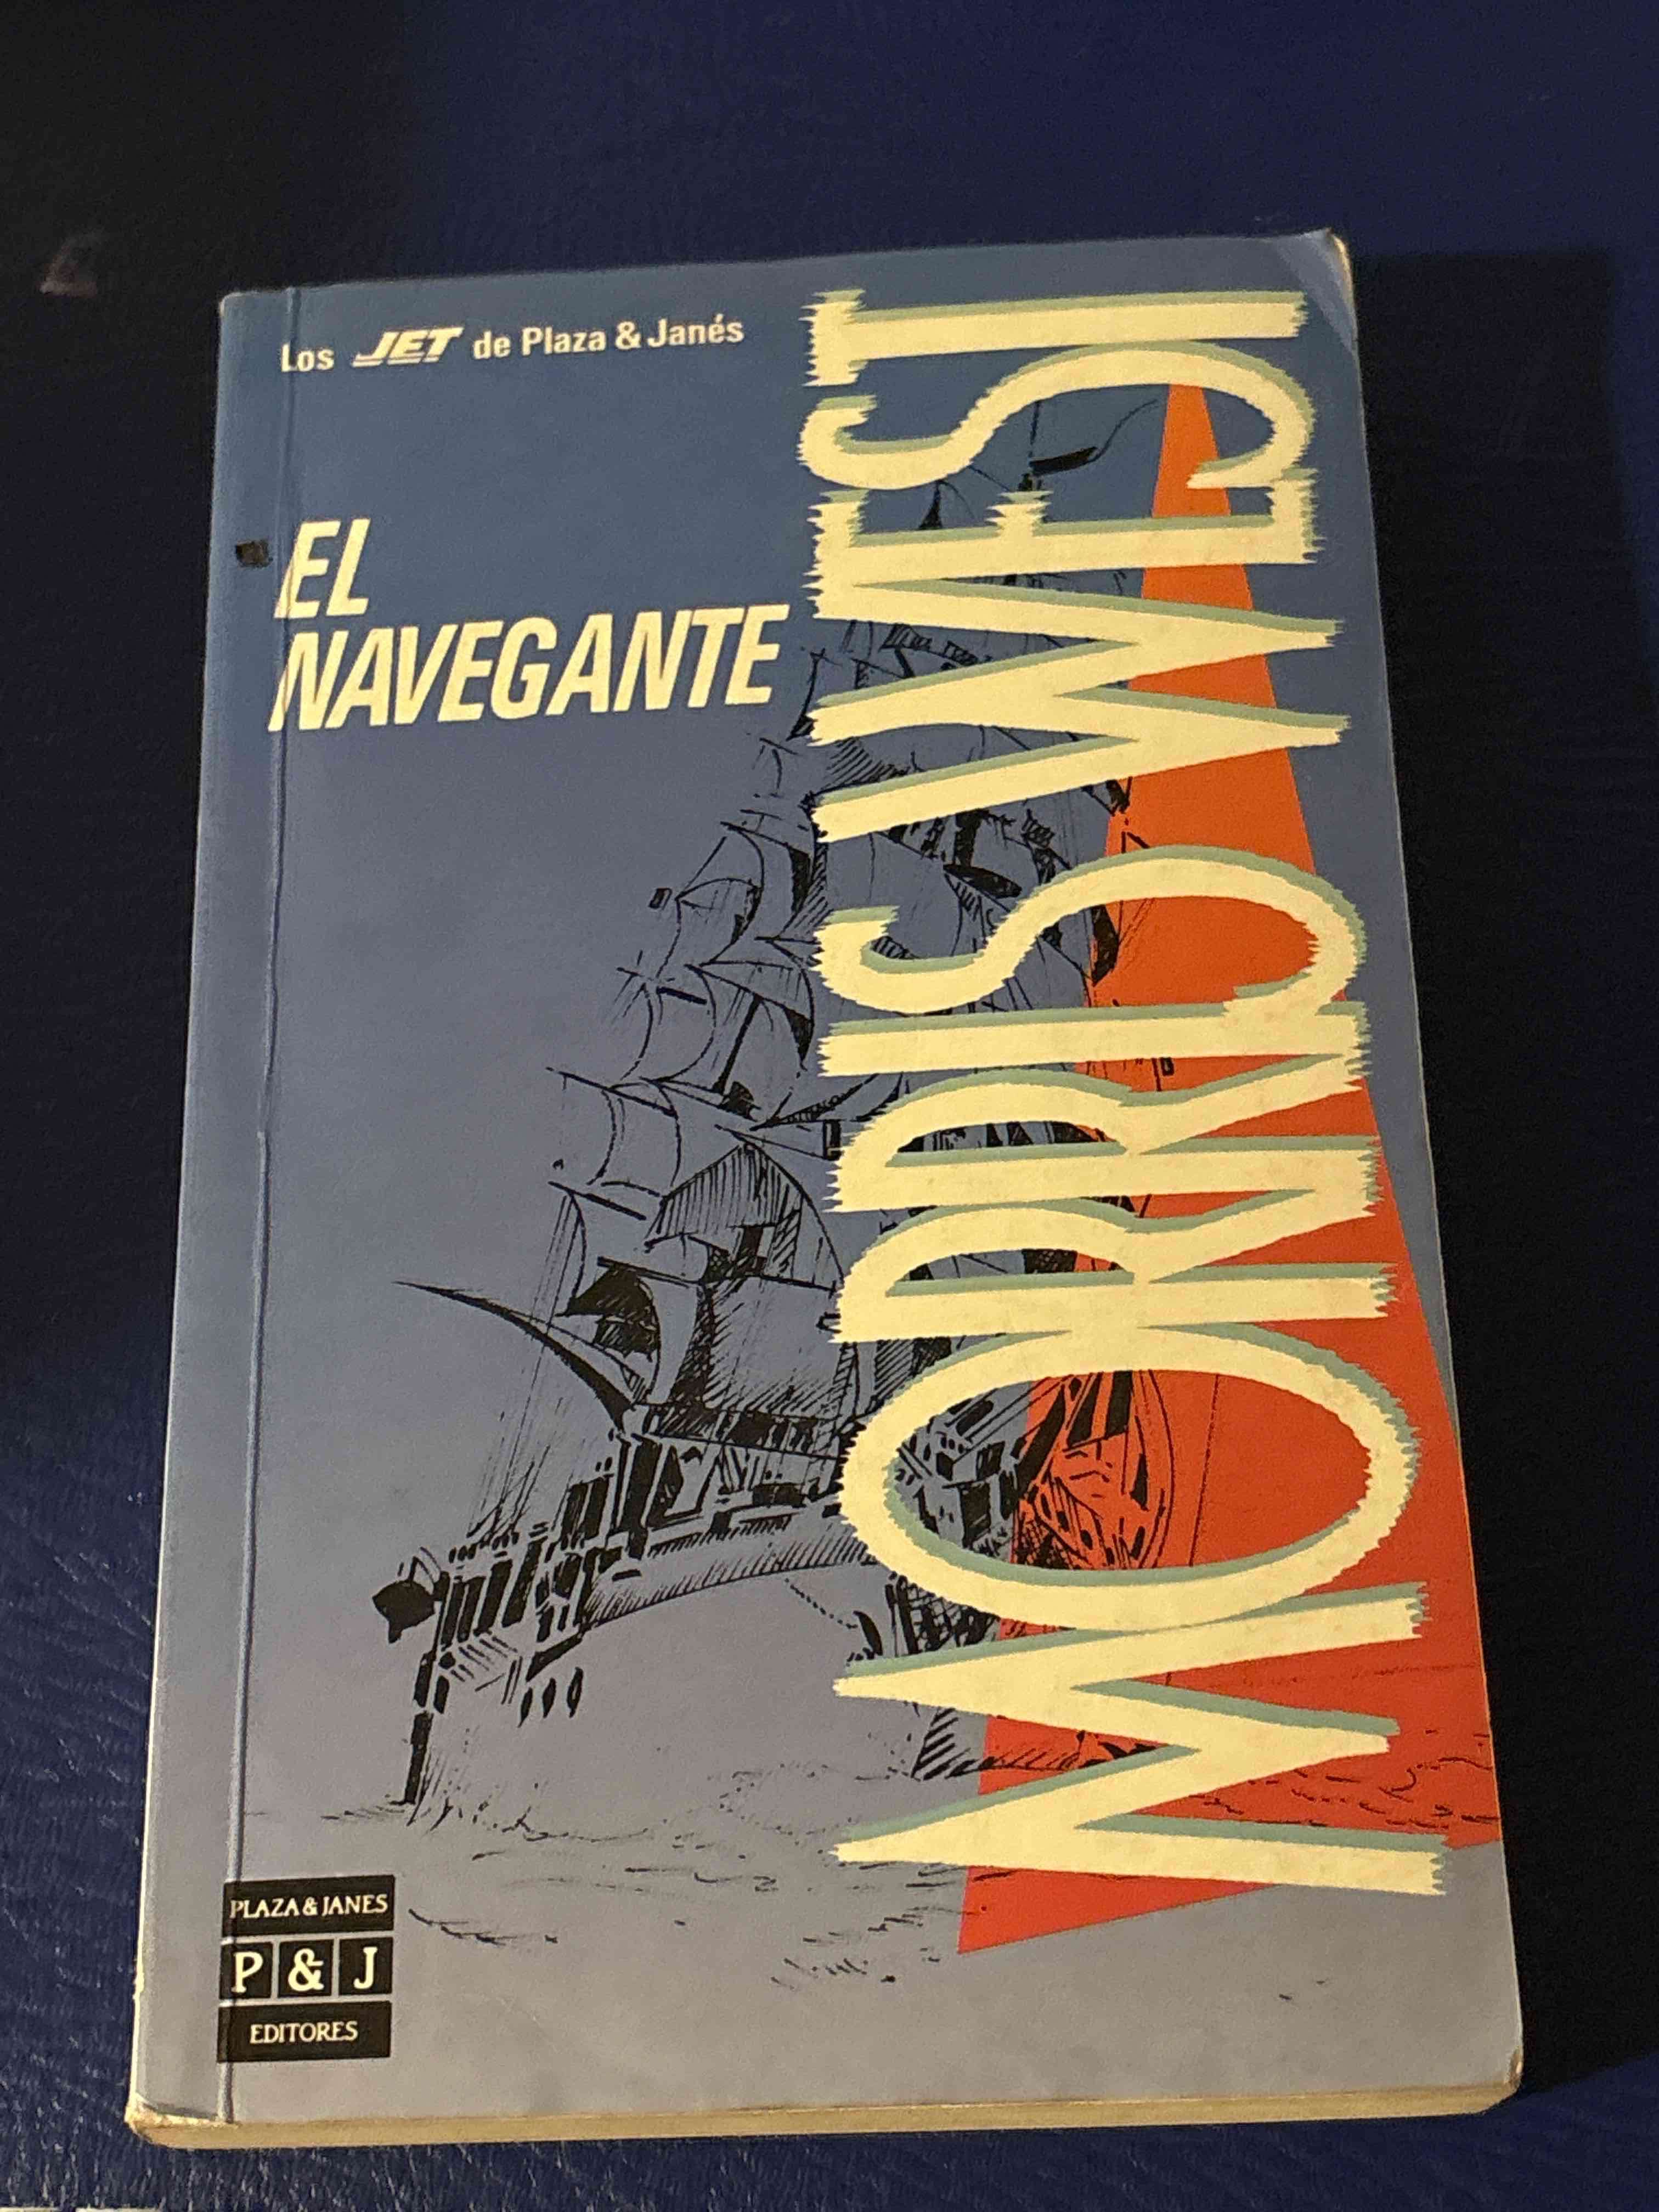 Los JET de Plaza & Janés
EL
NAVEGANTE
MORRIS WEST
PLAZA & JANES
P & J
EDITORES